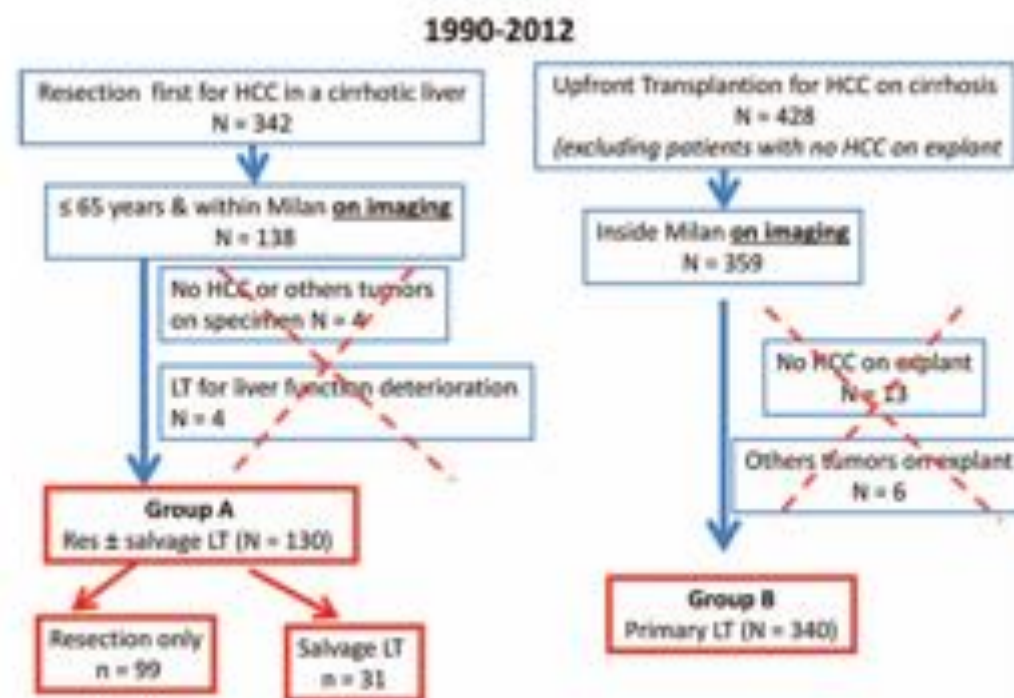 1990-2012
Resection first for HCC in a cirrhotic liver
N = 342
≤ 65 years & within Milan on imaging
N = 138
No HCC or others tumors
on specimen N = 4
LT for liver function deterioration
N = 4
Group A
Res ± salvage LT (N = 130)
Resection only
n = 99
Salvage LT
n = 31
Upfront Transplantion for HCC on cirrhosis
N = 428
(excluding patients with no HCC on explant
Inside Milan on imaging
N = 359
No HCC on explant
N = 13
Others tumors on explant
N = 6
Group B
Primary LT (N = 340)